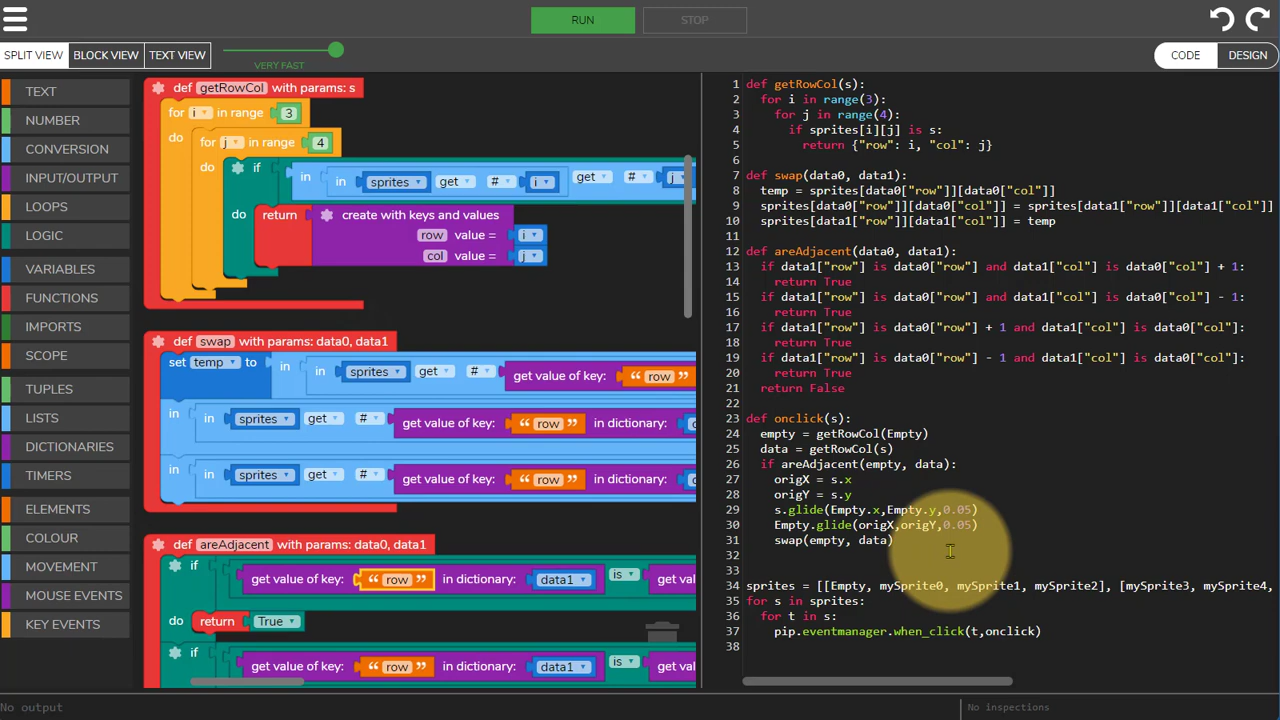 RUN
STOP
SPLIT VIEW
BLOCK VIEW
TEXT VIEW
VERY FAST
CODE
DESIGN
TEXT
NUMBER
CONVERSION
INPUT/OUTPUT
LOOPS
LOGIC
VARIABLES
FUNCTIONS
IMPORTS
SCOPE
TUPLES
LISTS
DICTIONARIES
TIMERS
ELEMENTS
COLOUR
MOVEMENT
MOUSE EVENTS
KEY EVENTS
def getRowCol with params: s
for i in range 3
do for j in range 4
do if in in sprites get # i get # j
do return create with keys and values
row value = i
col value = j
def swap with params: data0, data1
set temp to in in sprites get # get value of key: “ row ”
in in sprites get # get value of key: “ row ” in dictionary:
in in sprites get # get value of key: “ row ” in dictionary:
def areAdjacent with params: data0, data1
if get value of key: “ row ” in dictionary: data1 is get val
do return True
if get value of key: “ row ” in dictionary: data1 is get val
1 def getRowCol(s):
2 for i in range(3):
3 for j in range(4):
4 if sprites[i][j] is s:
5 return {"row": i, "col": j}
6
7 def swap(data0, data1):
8 temp = sprites[data0["row"]][data0["col"]]
9 sprites[data0["row"]][data0["col"]] = sprites[data1["row"]][data1["col"]]
10 sprites[data1["row"]][data1["col"]] = temp
11
12 def areAdjacent(data0, data1):
13 if data1["row"] is data0["row"] and data1["col"] is data0["col"] + 1:
14 return True
15 if data1["row"] is data0["row"] and data1["col"] is data0["col"] - 1:
16 return True
17 if data1["row"] is data0["row"] + 1 and data1["col"] is data0["col"]:
18 return True
19 if data1["row"] is data0["row"] - 1 and data1["col"] is data0["col"]:
20 return True
21 return False
22
23 def onclick(s):
24 empty = getRowCol(Empty)
25 data = getRowCol(s)
26 if areAdjacent(empty, data):
27 origX = s.x
28 origY = s.y
29 s.glide(Empty.x,Empty.y,0.05)
30 Empty.glide(origX,origY,0.05)
31 swap(empty, data)
32
33
34 sprites = [[Empty, mySprite0, mySprite1, mySprite2], [mySprite3, mySprite4,
35 for s in sprites:
36 for t in s:
37 pip.eventmanager.when_click(t,onclick)
38
No output
No inspections